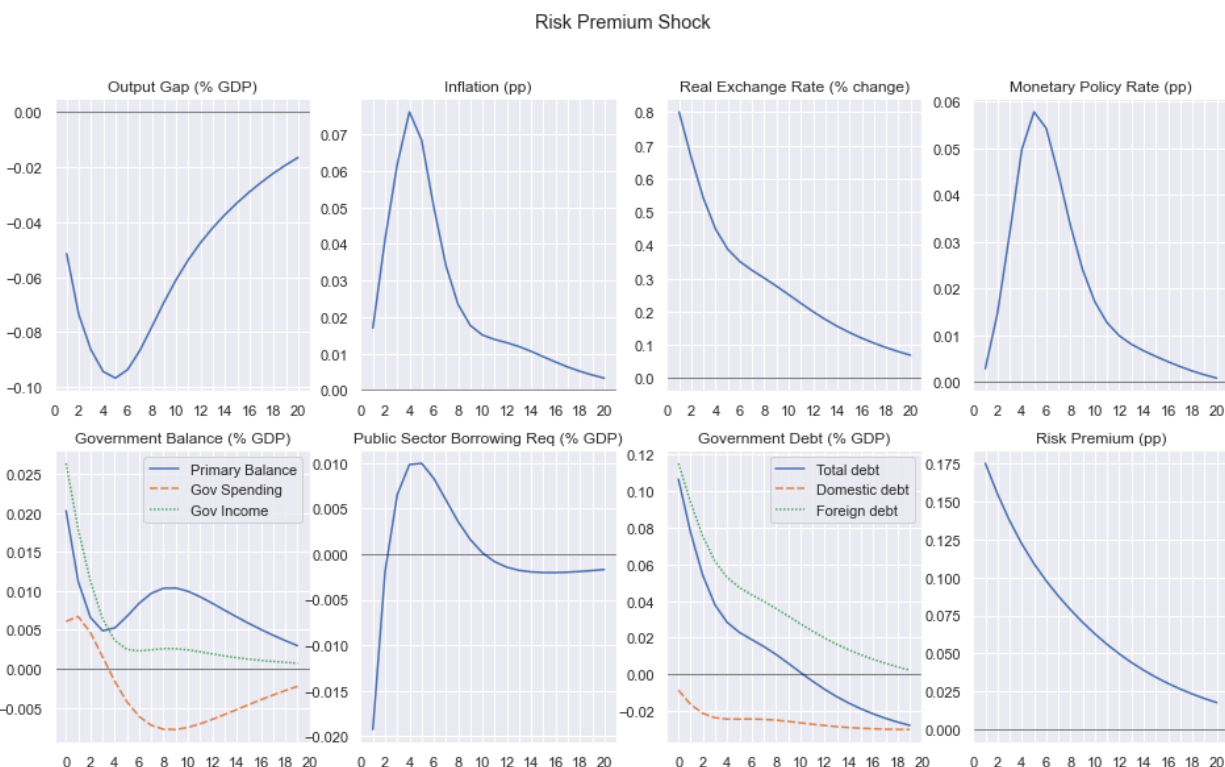 Risk Premium Shock
Output Gap (% GDP)
0.00
−0.02
−0.04
−0.06
−0.08
−0.10
0 2 4 6 8 10 12 14 16 18 20
Inflation (pp)
0.07
0.06
0.05
0.04
0.03
0.02
0.01
0.00
0 2 4 6 8 10 12 14 16 18 20
Real Exchange Rate (% change)
0.8
0.7
0.6
0.5
0.4
0.3
0.2
0.1
0.0
0 2 4 6 8 10 12 14 16 18 20
Monetary Policy Rate (pp)
0.06
0.05
0.04
0.03
0.02
0.01
0.00
0 2 4 6 8 10 12 14 16 18 20
Government Balance (% GDP)
Primary Balance
Gov Spending
Gov Income
0.025
0.020
0.015
0.010
0.005
0.000
−0.005
0 2 4 6 8 10 12 14 16 18 20
Public Sector Borrowing Req (% GDP)
0.010
0.005
0.000
−0.005
−0.010
−0.015
−0.020
0 2 4 6 8 10 12 14 16 18 20
Government Debt (% GDP)
Total debt
Domestic debt
Foreign debt
0.12
0.10
0.08
0.06
0.04
0.02
0.00
−0.02
0 2 4 6 8 10 12 14 16 18 20
Risk Premium (pp)
0.175
0.150
0.125
0.100
0.075
0.050
0.025
0.000
0 2 4 6 8 10 12 14 16 18 20